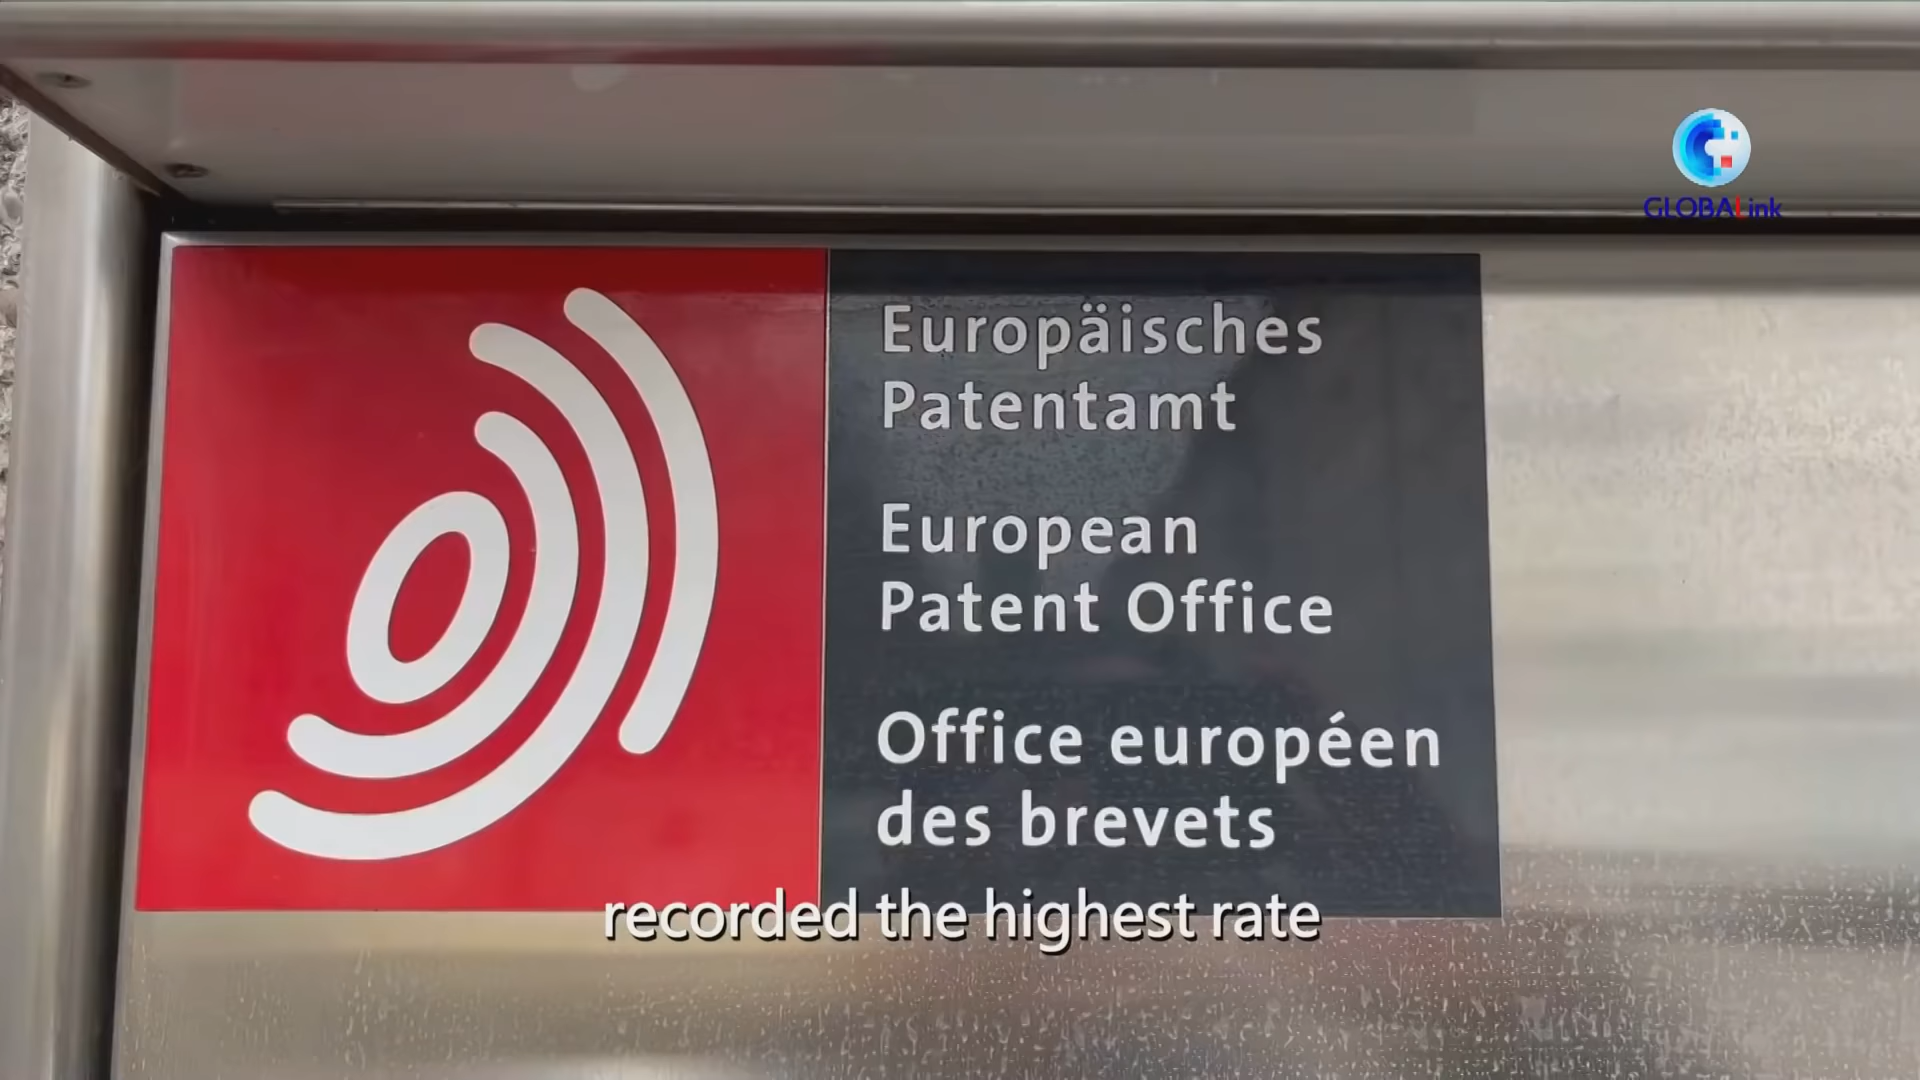 GLOBALink
Europäisches
Patentamt
European
Patent Office
Office européen
des brevets
recorded the highest rate